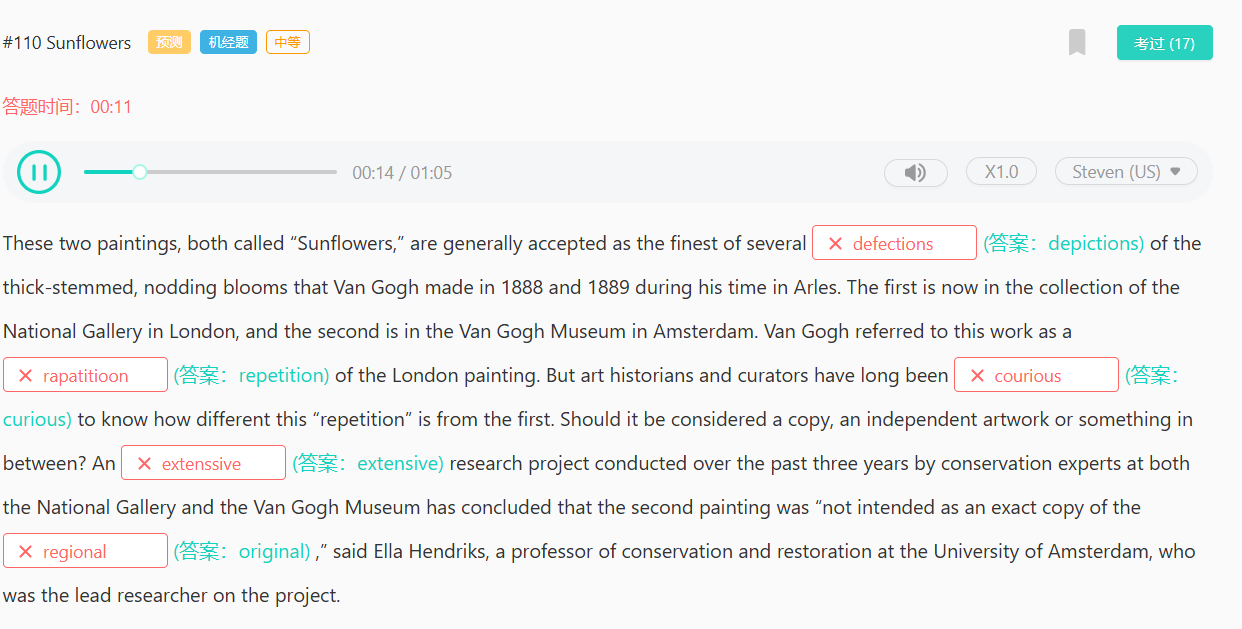 #110 Sunflowers 预测 机经题 中等 考过 (17)
答题时间：00:11
00:14 / 01:05 X1.0 Steven (US)
These two paintings, both called “Sunflowers,” are generally accepted as the finest of several defections (答案：depictions) of the
thick-stemmed, nodding blooms that Van Gogh made in 1888 and 1889 during his time in Arles. The first is now in the collection of the
National Gallery in London, and the second is in the Van Gogh Museum in Amsterdam. Van Gogh referred to this work as a
rapatitioon (答案：repetition) of the London painting. But art historians and curators have long been courious (答案：
curious) to know how different this “repetition” is from the first. Should it be considered a copy, an independent artwork or something in
between? An extenssive (答案：extensive) research project conducted over the past three years by conservation experts at both
the National Gallery and the Van Gogh Museum has concluded that the second painting was “not intended as an exact copy of the
regional (答案：original) ,” said Ella Hendriks, a professor of conservation and restoration at the University of Amsterdam, who
was the lead researcher on the project.